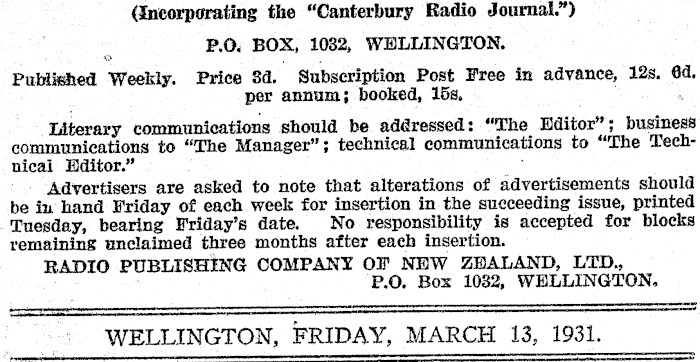 (Incorporating the "Canterbury Radio Journal.")
P.O. BOX, 1032, WELLINGTON.
Published Weekly. Price 3d. Subscription Post Free in advance, 12s. 6d.
per annum; booked, 15s.
Literary communications should be addressed: "The Editor"; business
communications to "The Manager"; technical communications to "The Tech-
nical Editor."
Advertisers are asked to note that alterations of advertisements should
be in hand Friday of each week for insertion in the succeeding issue, printed
Tuesday, bearing Friday's date. No responsibility is accepted for blocks
remaining unclaimed three months after each insertion.
RADIO PUBLISHING COMPANY OF NEW ZEALAND, LTD.,
P.O. Box 1032, WELLINGTON.
WELLINGTON, FRIDAY, MARCH 13, 1931.